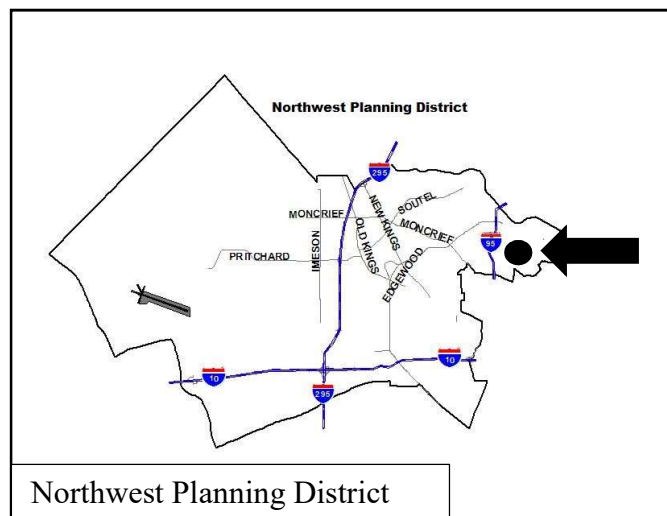 Northwest Planning District
295
MONCRIEF
SOUTEL
NEW KINGS
OLD KINGS
MONCRIEF
95
PRITCHARD
IMESON
EDGEWOOD
10
10
295
Northwest Planning District